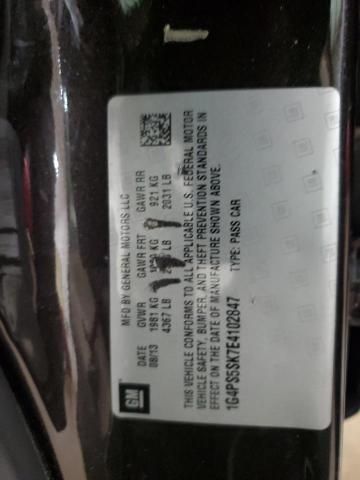 MFD BY GENERAL MOTORS LLC
DATE GVWR GAWR FRT GAWR RR
08/13 1981 KG KG 921 KG
4367 LB LB 2031 LB
THIS VEHICLE CONFORMS TO ALL APPLICABLE U.S. FEDERAL MOTOR
VEHICLE SAFETY, BUMPER, AND THEFT PREVENTION STANDARDS IN
EFFECT ON THE DATE OF MANUFACTURE SHOWN ABOVE.
1G4PS5SK7E4102847 TYPE: PASS CAR
GM